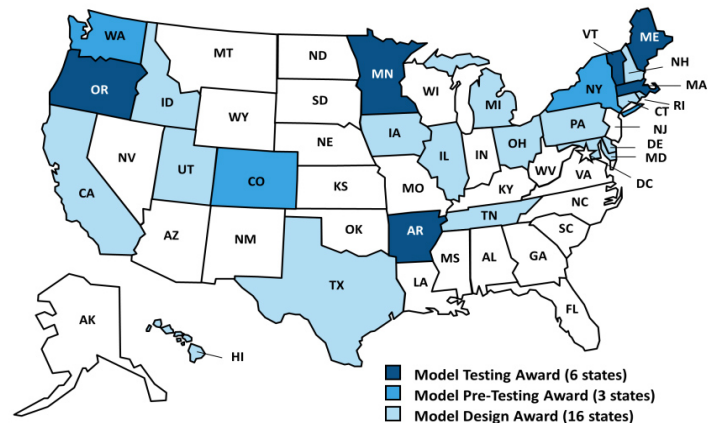 WA
MT
ND
MN
VT
ME
NH
MA
RI
CT
NJ
DE
MD
DC
OR
ID
WY
SD
WI
MI
NY
PA
IA
NE
NV
UT
CO
CA
IL
IN
OH
WV
VA
KS
MO
KY
NC
TN
AZ
NM
OK
AR
SC
MS
AL
GA
TX
LA
FL
AK
HI
Model Testing Award (6 states)
Model Pre-Testing Award (3 states)
Model Design Award (16 states)